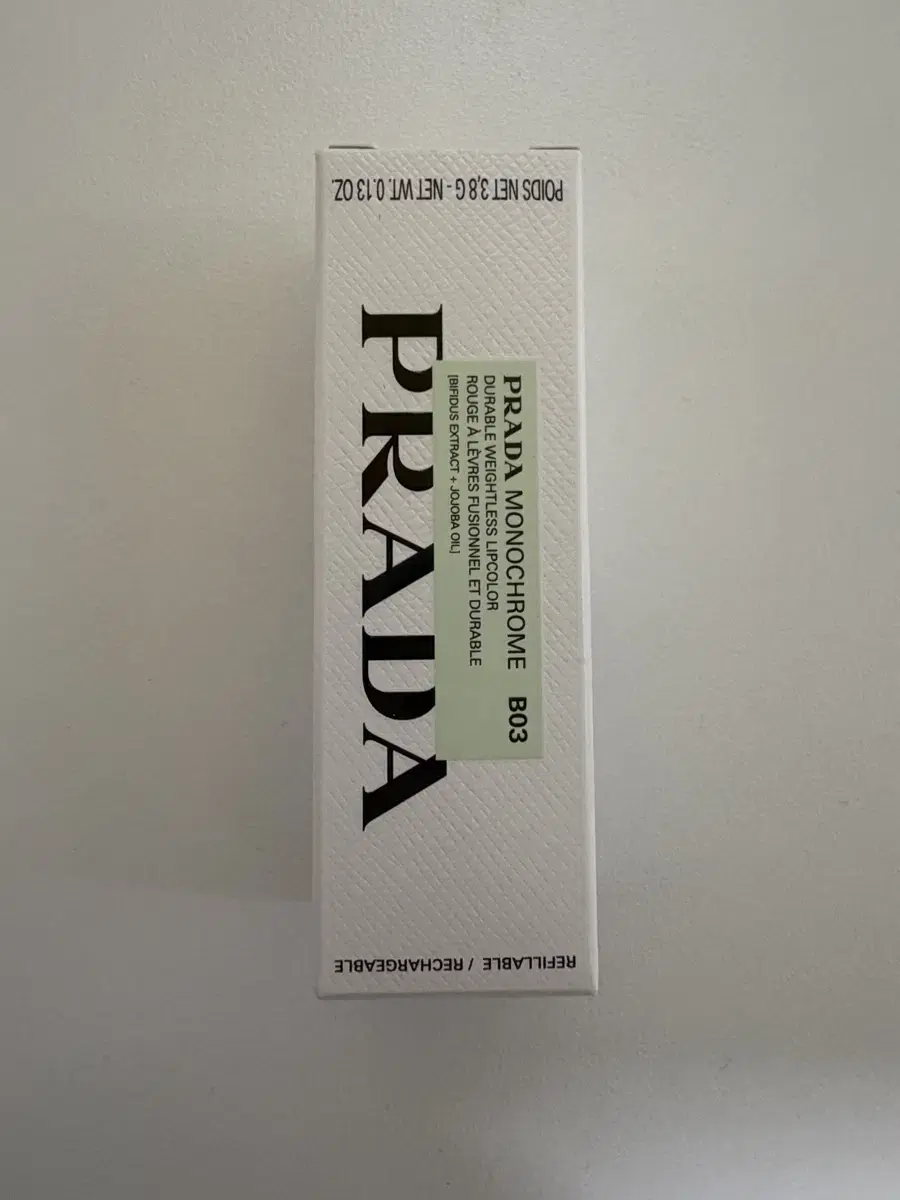 POIDS NET 3,8 G - NET WT. 0.13 OZ.
PRADA
PRADA MONOCHROME B03
DURABLE WEIGHTLESS LIPCOLOR
ROUGE À LÈVRES FUSIONNEL ET DURABLE
[BIFIDUS EXTRACT + JOJOBA OIL]
REFILLABLE / RECHARGEABLE